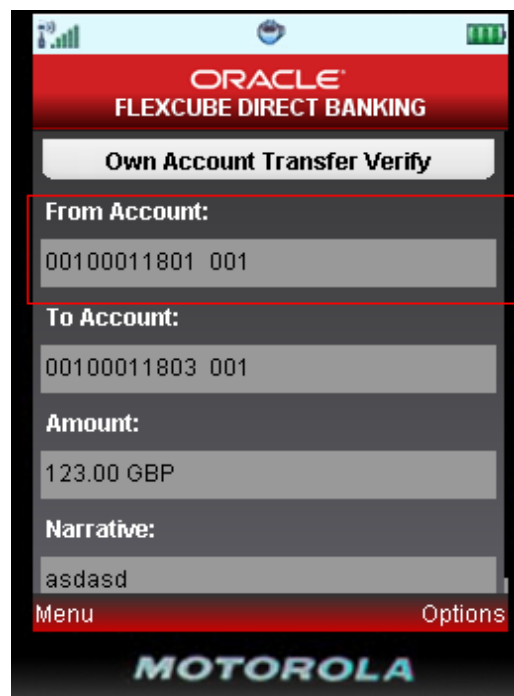 ORACLE
FLEXCUBE DIRECT BANKING
Own Account Transfer Verify
From Account:
00100011801 001
To Account:
00100011803 001
Amount:
123.00 GBP
Narrative:
asdasd
Menu Options
MOTOROLA